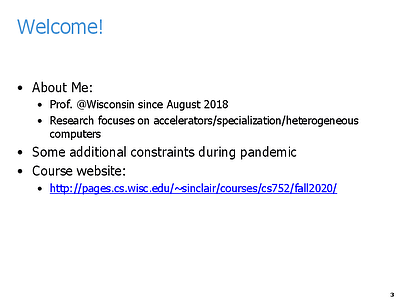 Welcome!
• About Me:
• Prof. @Wisconsin since August 2018
• Research focuses on accelerators/specialization/heterogeneous
computers
• Some additional constraints during pandemic
• Course website:
• http://pages.cs.wisc.edu/~sinclair/courses/cs752/fall2020/
3